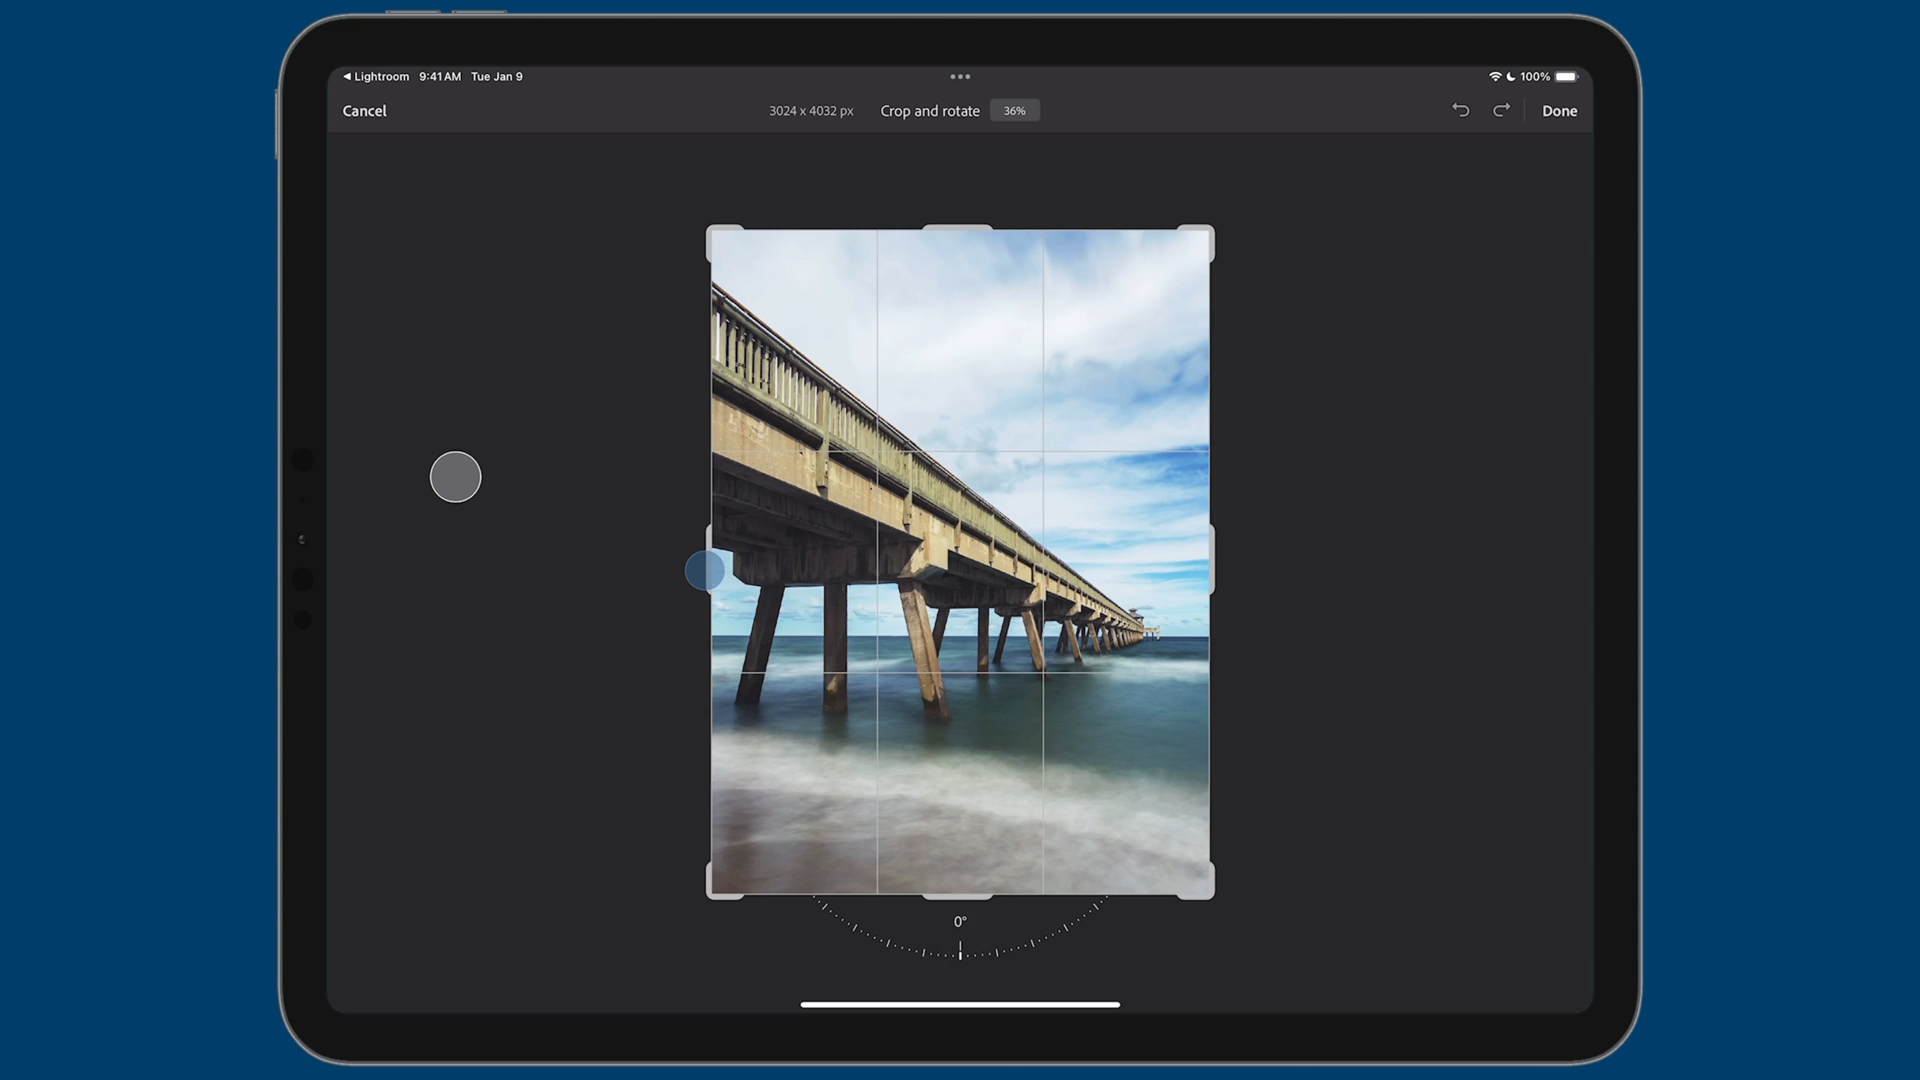 ◀ Lightroom 9:41 AM Tue Jan 9
100%
Cancel
3024 x 4032 px
Crop and rotate
36%
Done
0°